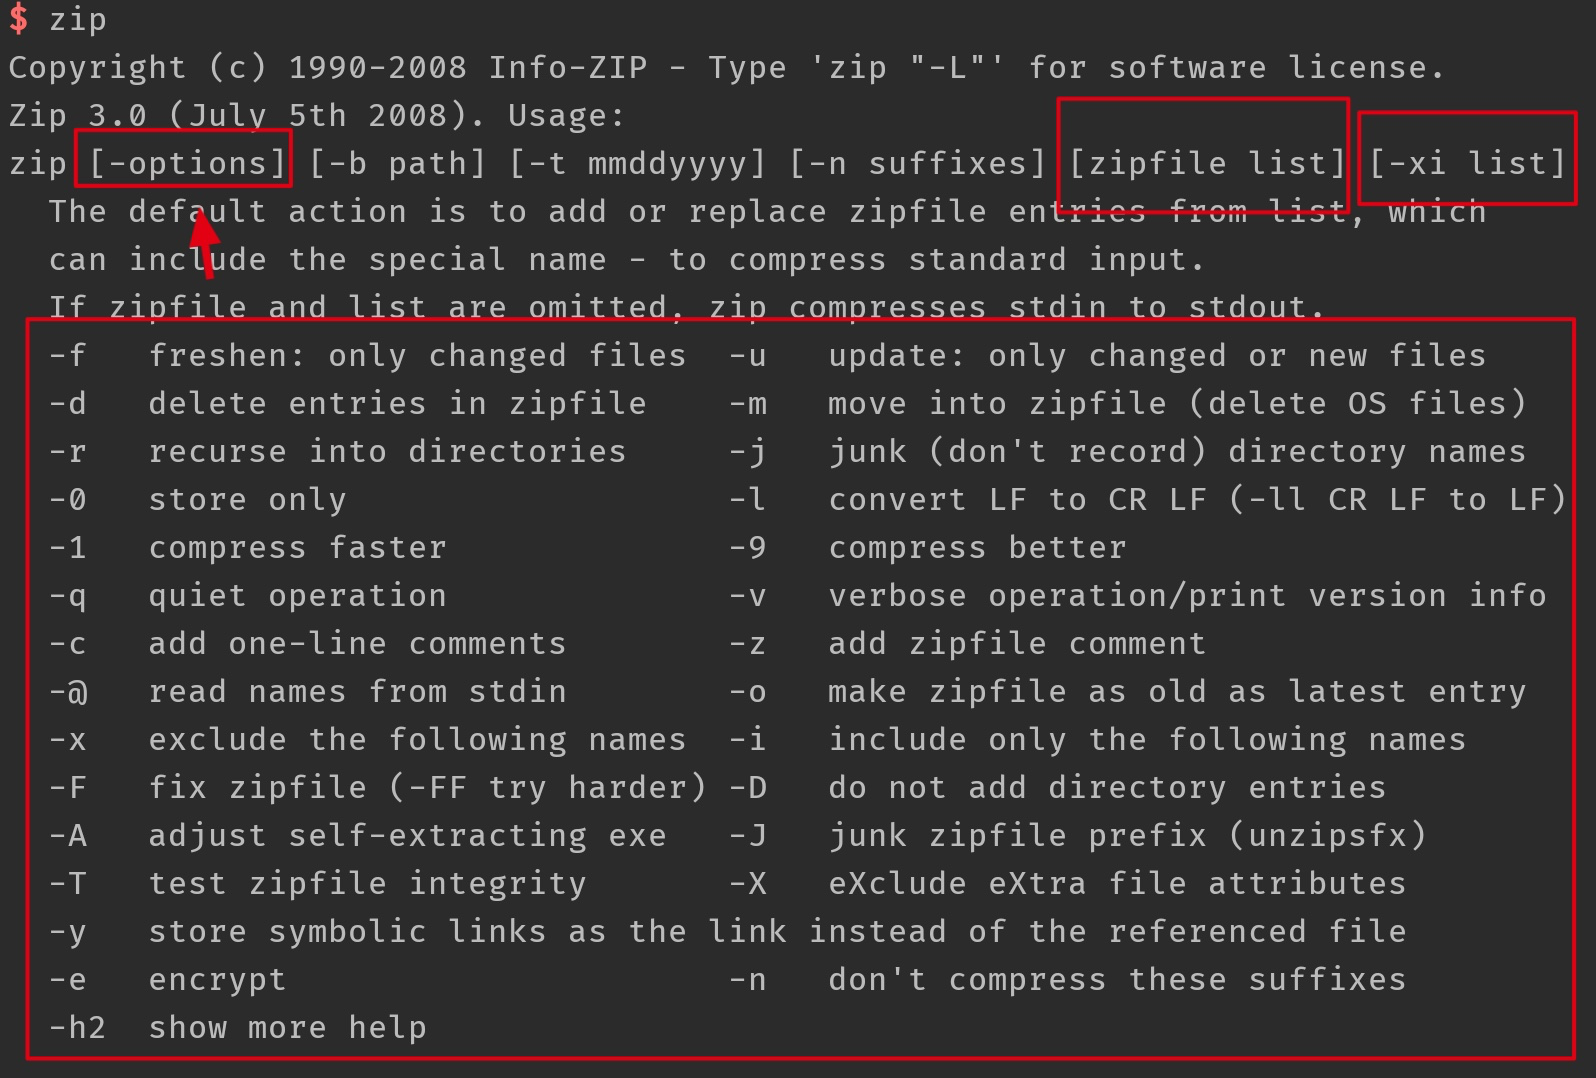 $ zip
Copyright (c) 1990-2008 Info-ZIP - Type 'zip "-L"' for software license.
Zip 3.0 (July 5th 2008). Usage:
zip [-options] [-b path] [-t mmddyyyy] [-n suffixes] [zipfile list] [-xi list]
  The default action is to add or replace zipfile entries from list, which
  can include the special name - to compress standard input.
  If zipfile and list are omitted, zip compresses stdin to stdout.
  -f   freshen: only changed files  -u   update: only changed or new files
  -d   delete entries in zipfile    -m   move into zipfile (delete OS files)
  -r   recurse into directories     -j   junk (don't record) directory names
  -0   store only                   -l   convert LF to CR LF (-ll CR LF to LF)
  -1   compress faster              -9   compress better
  -q   quiet operation              -v   verbose operation/print version info
  -c   add one-line comments        -z   add zipfile comment
  -@   read names from stdin        -o   make zipfile as old as latest entry
  -x   exclude the following names  -i   include only the following names
  -F   fix zipfile (-FF try harder) -D   do not add directory entries
  -A   adjust self-extracting exe   -J   junk zipfile prefix (unzipsfx)
  -T   test zipfile integrity       -X   eXclude eXtra file attributes
  -y   store symbolic links as the link instead of the referenced file
  -e   encrypt                      -n   don't compress these suffixes
  -h2  show more help